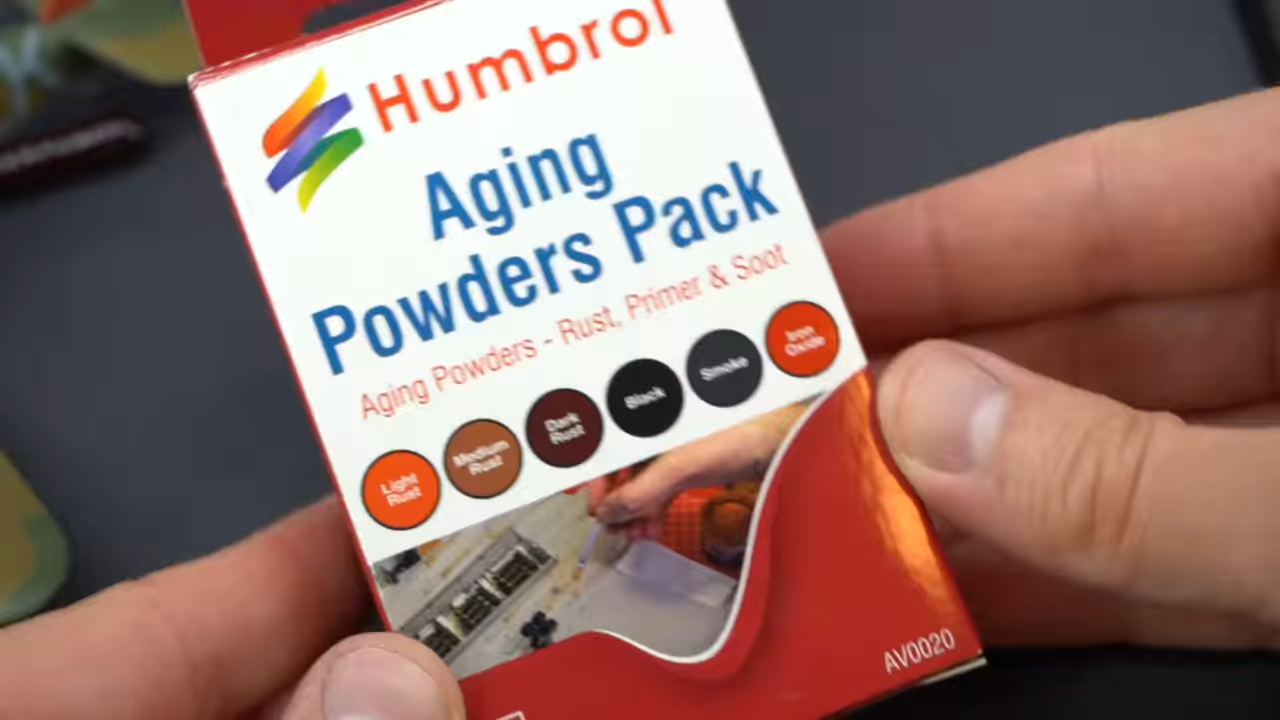 Humbrol
Aging
Powders Pack
Aging Powders - Rust, Primer & Soot
Light
Rust
Medium
Rust
Dark
Rust
Black
Smoke
Iron
Oxide
AV0020